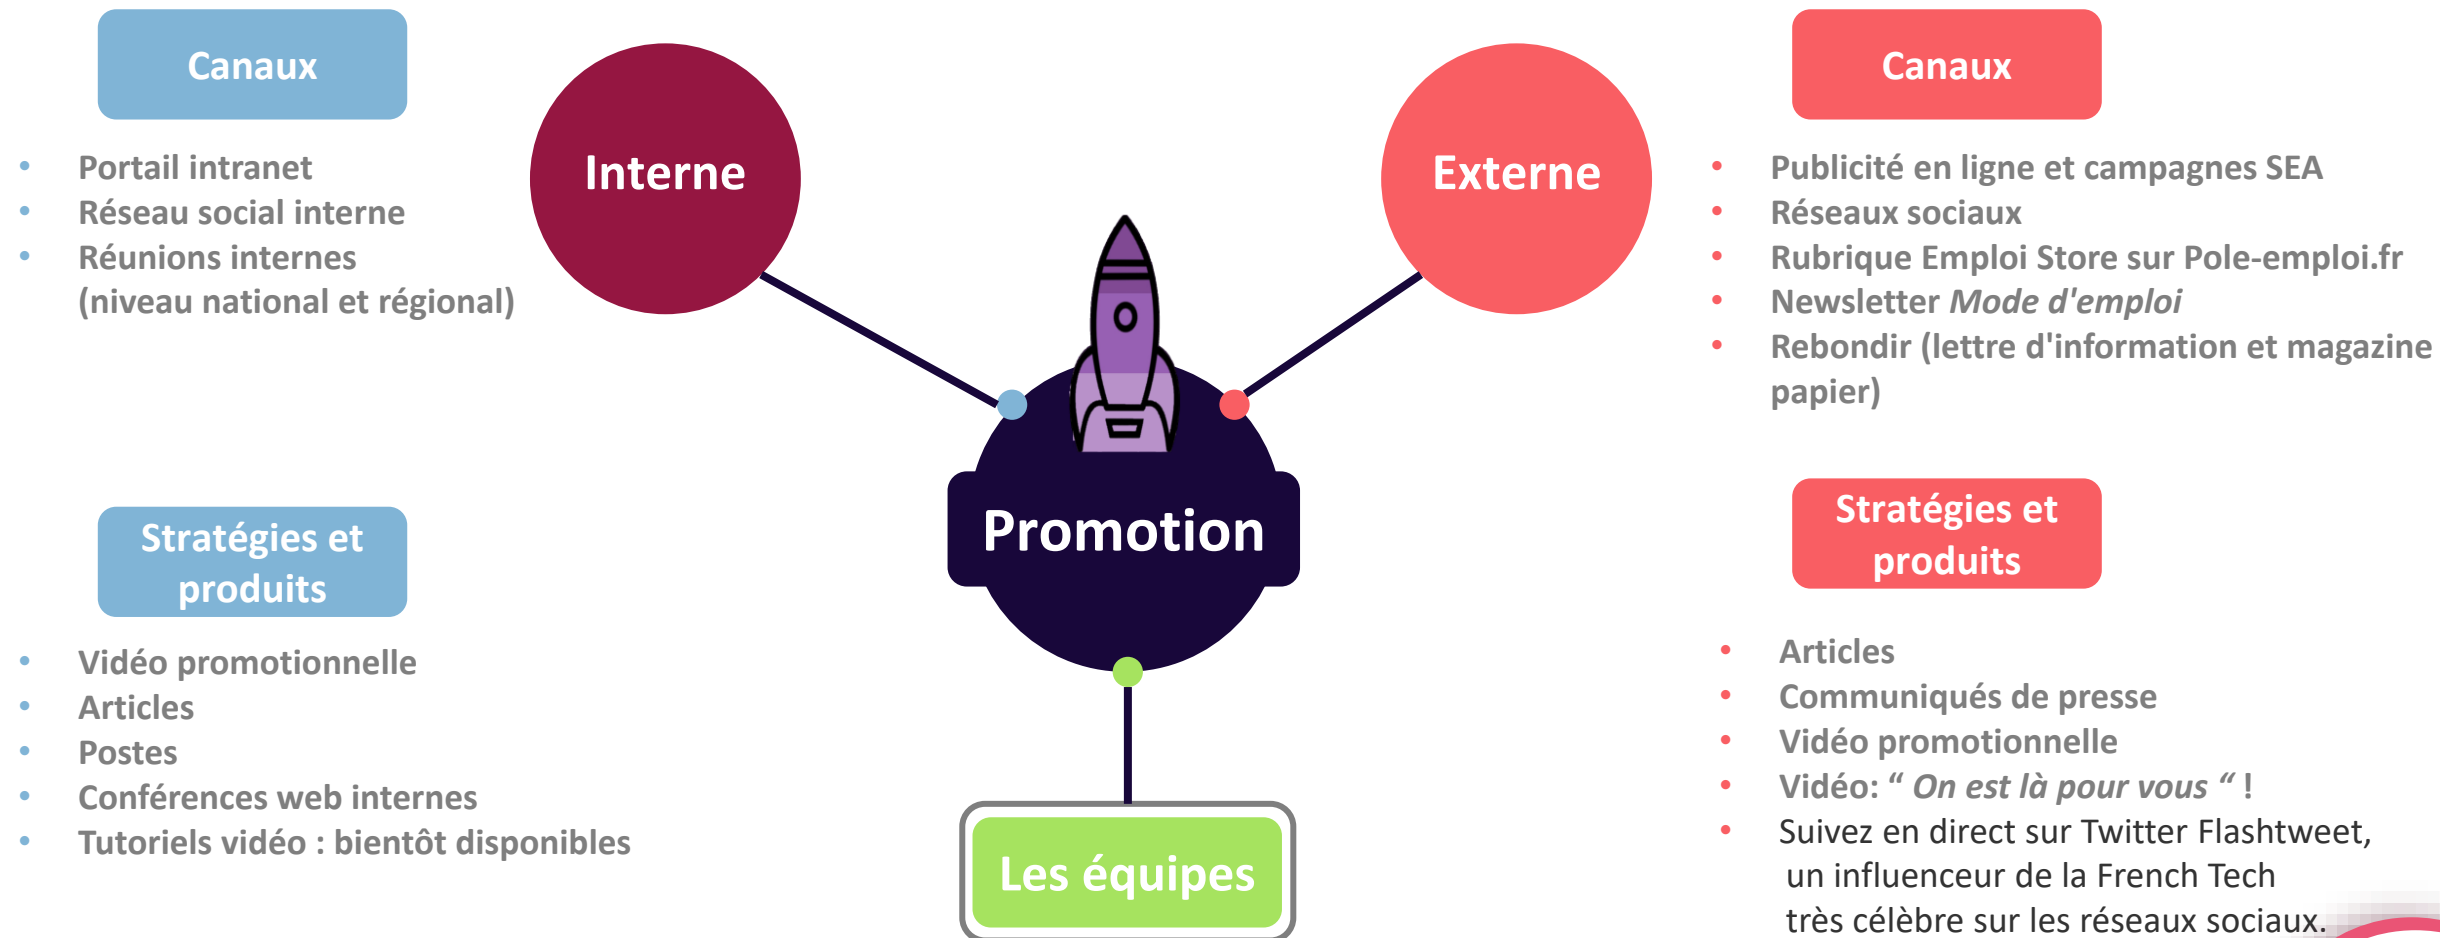 Canaux
• Portail intranet
• Réseau social interne
• Réunions internes
(niveau national et régional)
Stratégies et
produits
• Vidéo promotionnelle
• Articles
• Postes
• Conférences web internes
• Tutoriels vidéo : bientôt disponibles
Interne
Externe
Promotion
Les équipes
Canaux
• Publicité en ligne et campagnes SEA
• Réseaux sociaux
• Rubrique Emploi Store sur Pole-emploi.fr
• Newsletter Mode d'emploi
• Rebondir (lettre d'information et magazine
papier)
Stratégies et
produits
• Articles
• Communiqués de presse
• Vidéo promotionnelle
• Vidéo: “ On est là pour vous “ !
• Suivez en direct sur Twitter Flashtweet,
un influenceur de la French Tech
très célèbre sur les réseaux sociaux.